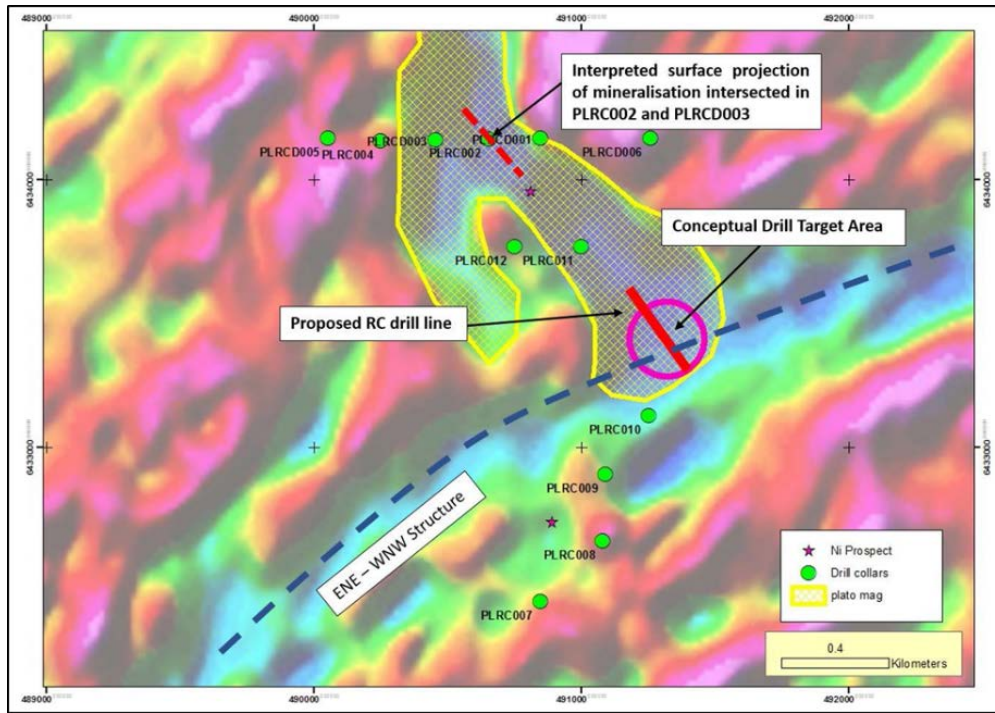 489000
490000
491000
492000
Interpreted surface projection
of mineralisation intersected in
PLRC002 and PLRCD003
PLRCD005
PLRC004
PLRCD003
PLRC002
PLRCD001
PLRCD006
6434000
6434000
Conceptual Drill Target Area
PLRC012
PLRC011
Proposed RC drill line
PLRC010
6433000
6433000
PLRC009
ENE – WNW Structure
PLRC008
PLRC007
Ni Prospect
Drill collars
plato mag
0.4
Kilometers
489000
490000
491000
492000